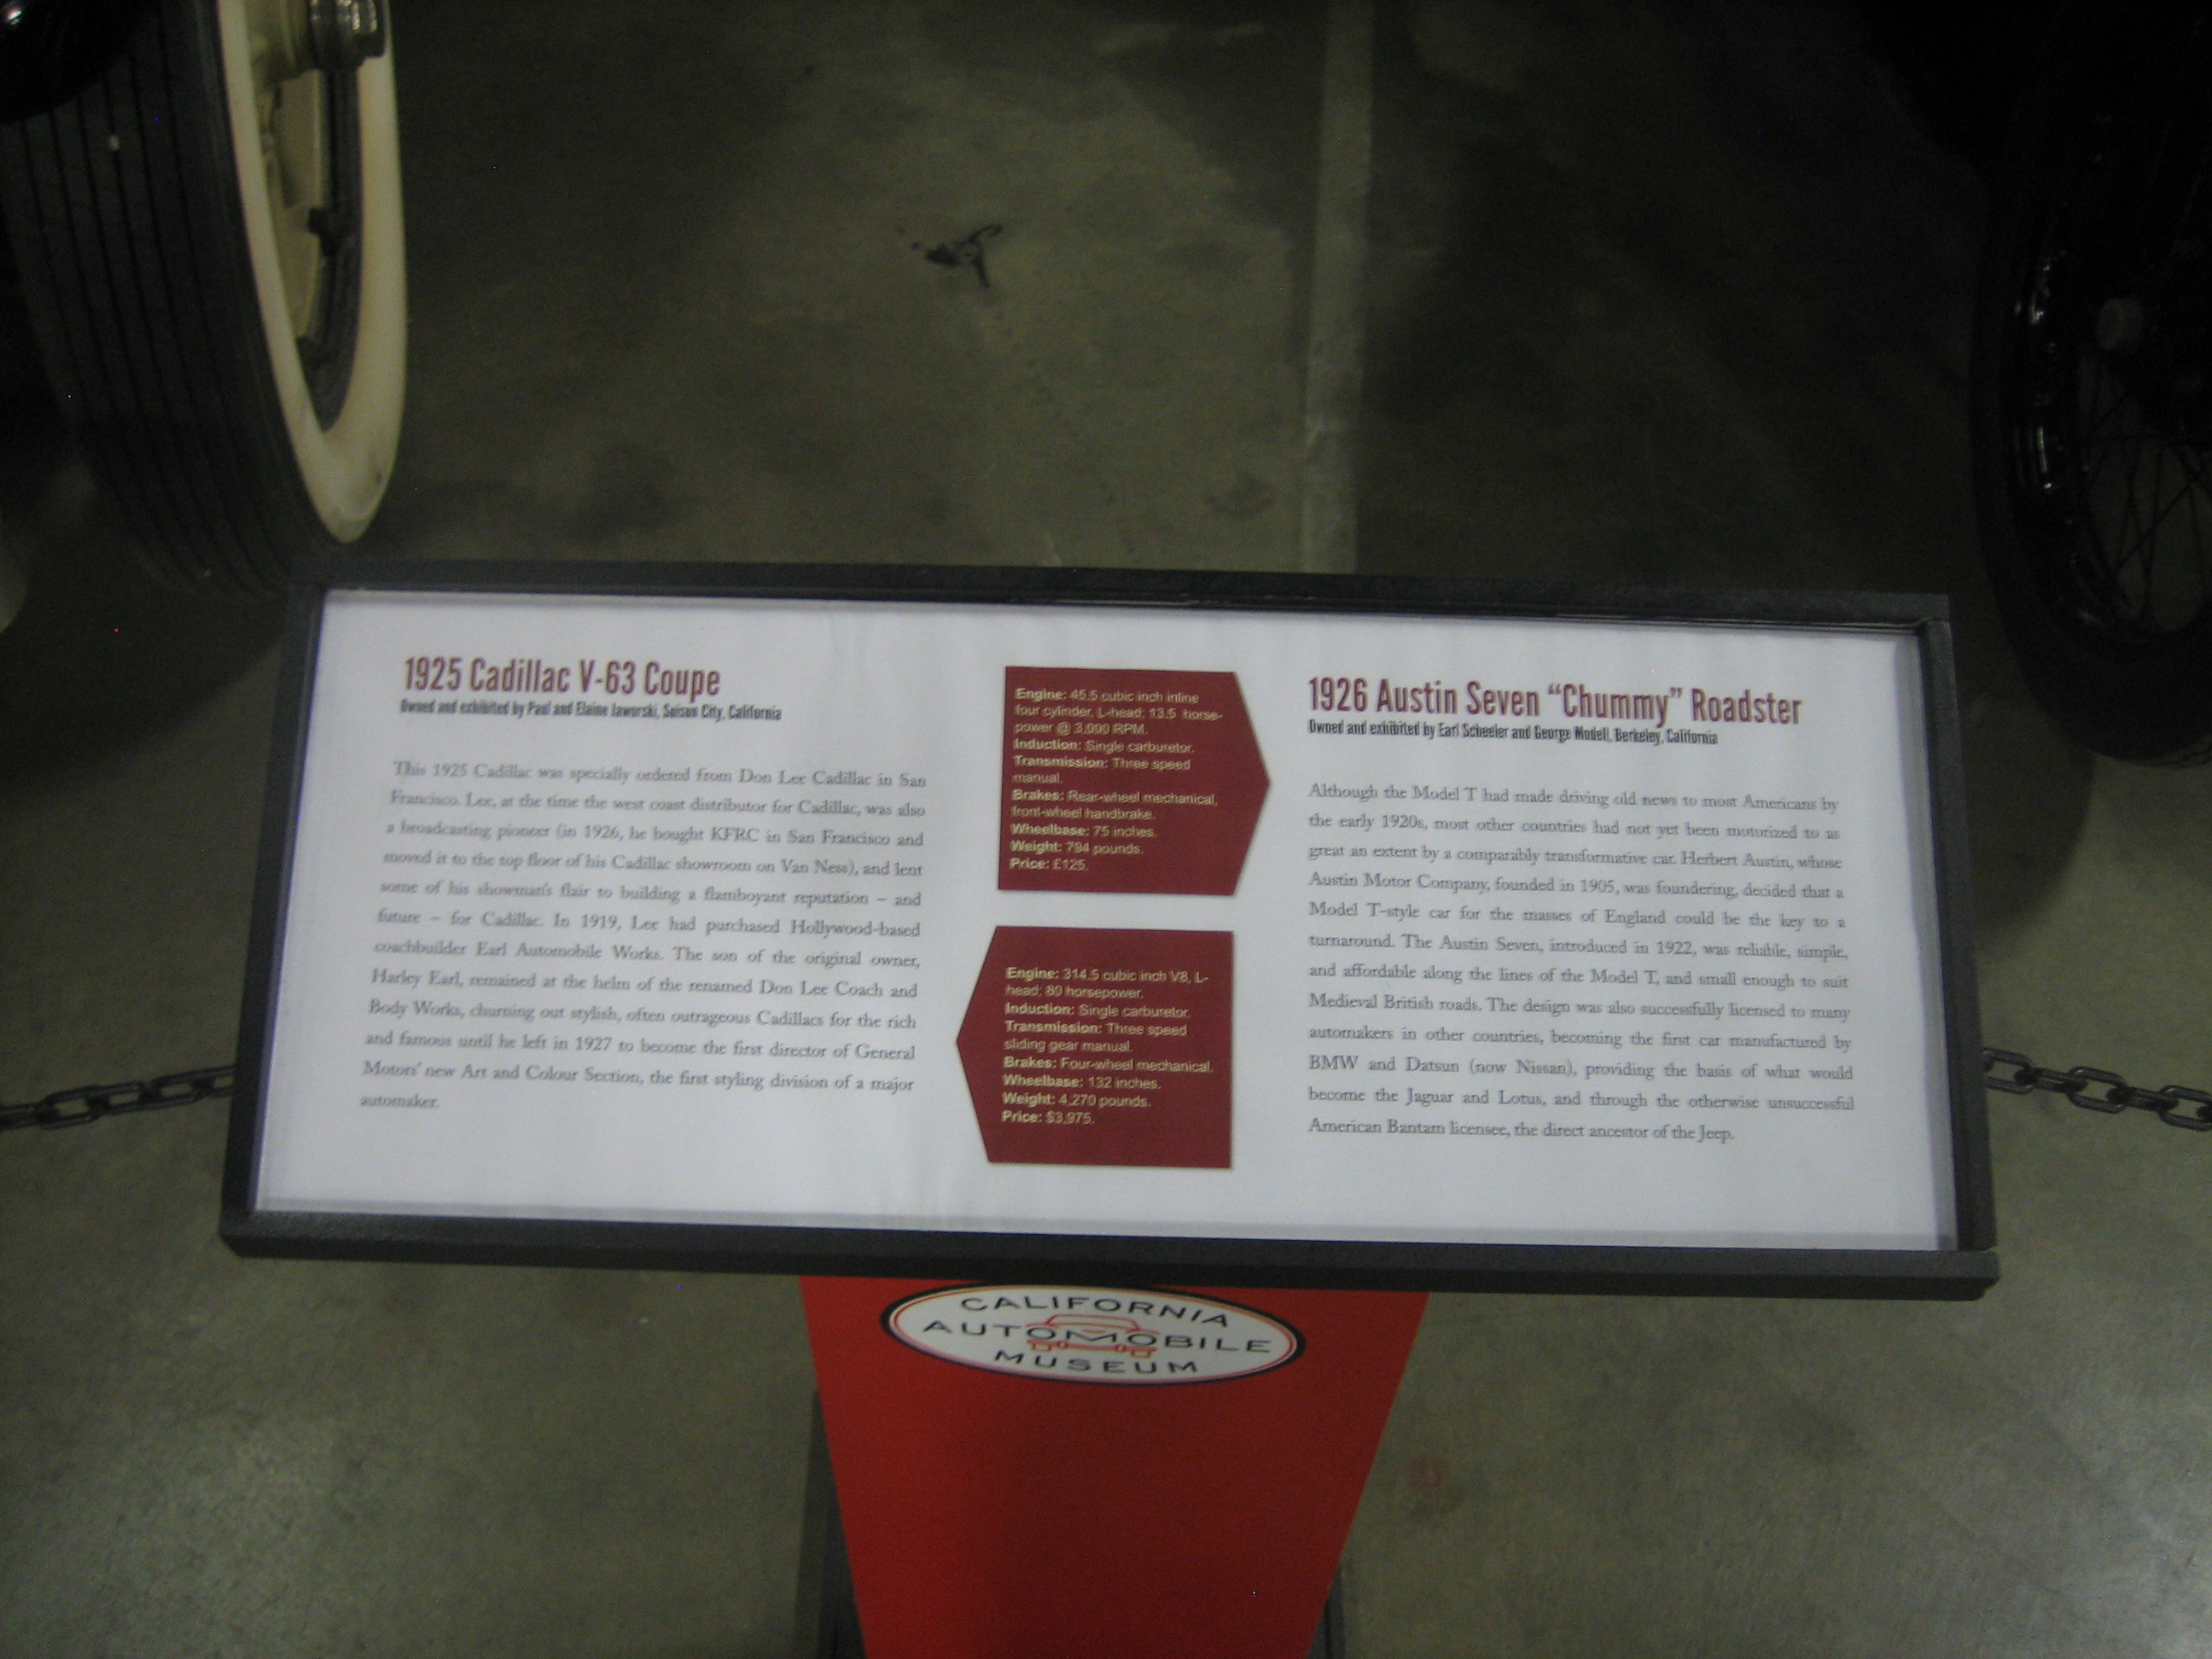 1925 Cadillac V-63 Coupe
Owned and exhibited by Paul and Elaine Jaworski, Suisun City, California
This 1925 Cadillac was specially ordered from Don Lee Cadillac in San
Francisco. Lee, at the time the west coast distributor for Cadillac, was also
a broadcasting pioneer (in 1926, he bought KFRC in San Francisco and
moved it to the top floor of his Cadillac showroom on Van Ness), and lent
some of his showman's flair to building a flamboyant reputation – and
future – for Cadillac. In 1919, Lee had purchased Hollywood-based
coachbuilder Earl Automobile Works. The son of the original owner,
Harley Earl, remained at the helm of the renamed Don Lee Coach and
Body Works, churning out stylish, often outrageous Cadillacs for the rich
and famous until he left in 1927 to become the first director of General
Motors' new Art and Colour Section, the first styling division of a major
automaker.
Engine: 45.5 cubic inch inline
four cylinder, L-head; 13.5 horse-
power @ 3,000 RPM.
Induction: Single carburetor.
Transmission: Three speed
manual.
Brakes: Rear-wheel mechanical,
front-wheel handbrake.
Wheelbase: 75 inches.
Weight: 794 pounds.
Price: £125.
Engine: 314.5 cubic inch V8, L-
head; 80 horsepower.
Induction: Single carburetor.
Transmission: Three speed
sliding gear manual.
Brakes: Four-wheel mechanical.
Wheelbase: 132 inches.
Weight: 4,270 pounds.
Price: $3,975.
1926 Austin Seven “Chummy” Roadster
Owned and exhibited by Earl Scheeler and George Modell, Berkeley, California
Although the Model T had made driving old news to most Americans by
the early 1920s, most other countries had not yet been motorized to as
great an extent by a comparably transformative car. Herbert Austin, whose
Austin Motor Company, founded in 1905, was foundering, decided that a
Model T-style car for the masses of England could be the key to a
turnaround. The Austin Seven, introduced in 1922, was reliable, simple,
and affordable along the lines of the Model T, and small enough to suit
Medieval British roads. The design was also successfully licensed to many
automakers in other countries, becoming the first car manufactured by
BMW and Datsun (now Nissan), providing the basis of what would
become the Jaguar and Lotus, and through the otherwise unsuccessful
American Bantam licensee, the direct ancestor of the Jeep.
CALIFORNIA
AUTOMOBILE
MUSEUM